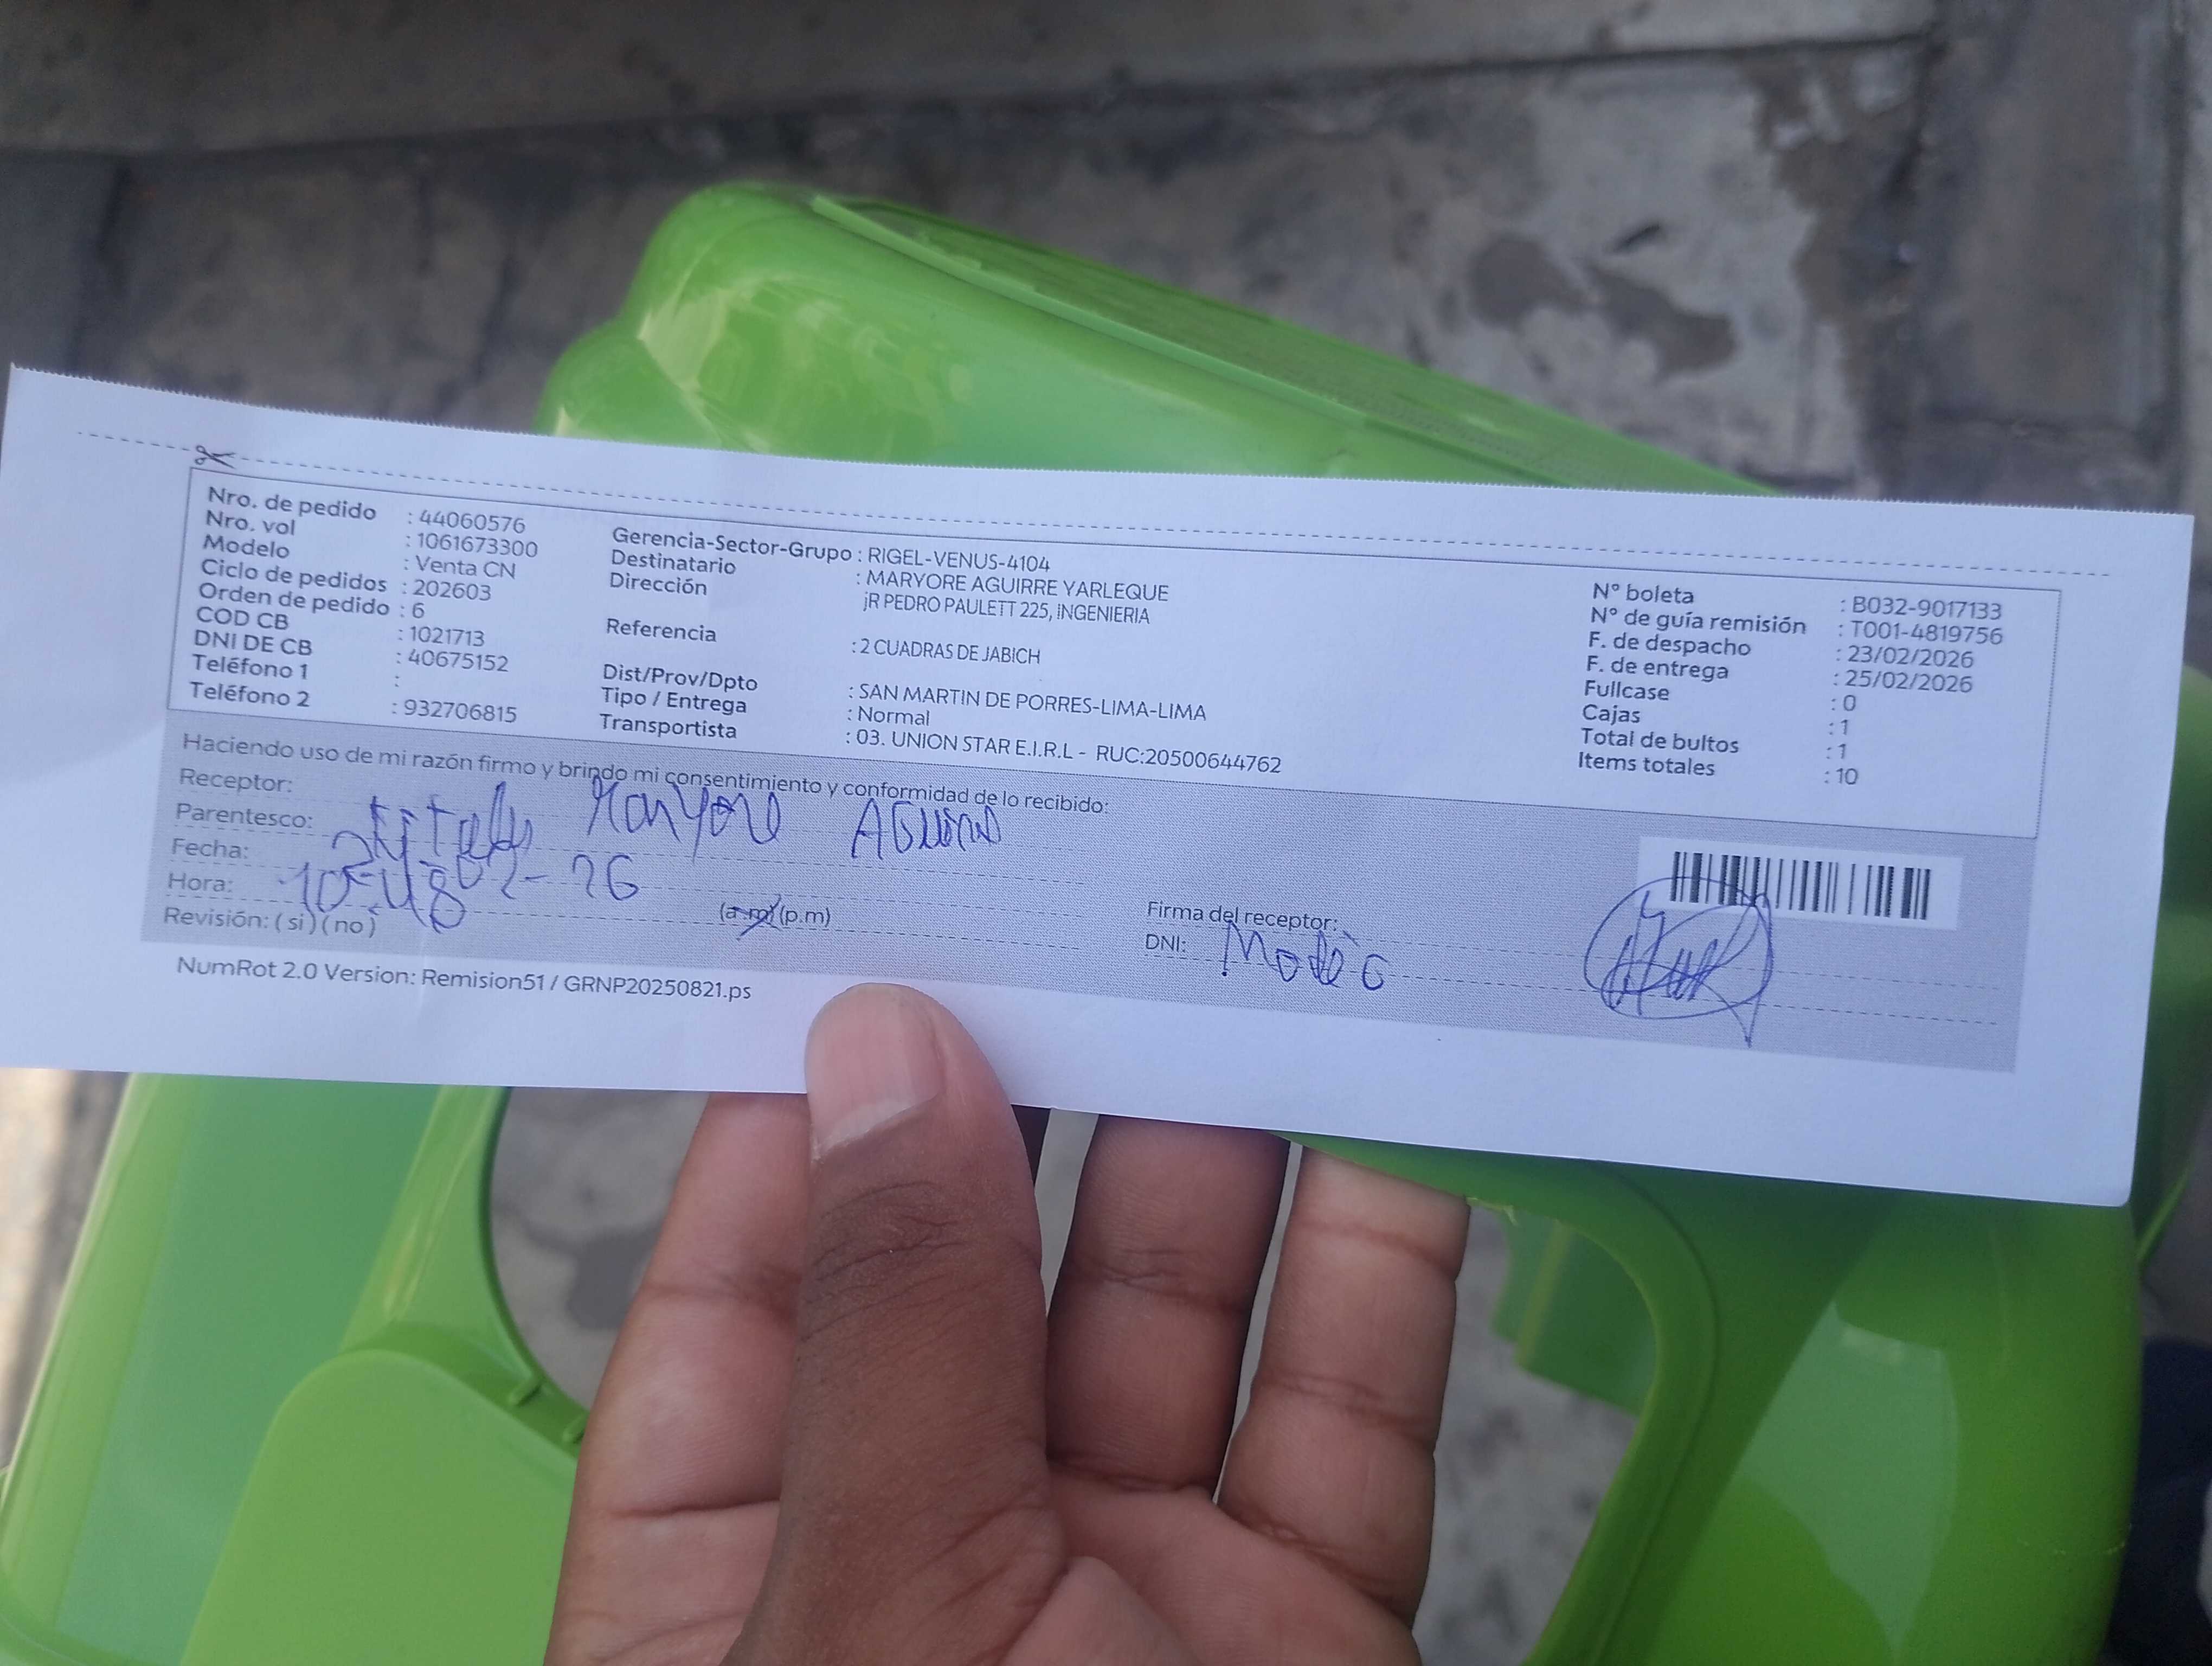 Nro. de pedido : 44060576
Nro. vol : 1061673300
Modelo : Venta CN
Ciclo de pedidos : 202603
Orden de pedido : 6
COD CB : 1021713
DNI DE CB : 40675152
Teléfono 1 :
Teléfono 2 : 932706815
Gerencia-Sector-Grupo : RIGEL-VENUS-4104
Destinatario : MARYORE AGUIRRE YARLEQUE
Dirección jR PEDRO PAULETT 225, iNGENIERIA
Referencia : 2 CUADRAS DE JABICH
Dist/Prov/Dpto : SAN MARTIN DE PORRES-LIMA-LIMA
Tipo / Entrega : Normal
Transportista : 03. UNION STAR E.I.R.L - RUC:20500644762
N° boleta : B032-9017133
N° de guía remisión : T001-4819756
F. de despacho : 23/02/2026
F. de entrega : 25/02/2026
Fullcase : 0
Cajas : 1
Total de bultos : 1
Items totales : 10
Haciendo uso de mi razón firmo y brindo mi consentimiento y conformidad de lo recibido:
Receptor: Maryore
Parentesco: titular
Fecha: 02-26
Hora: 10:48 (a.m) (p.m)
Revisión: ( si ) ( no )
Firma del receptor:
DNI:
NumRot 2.0 Version: Remision51 / GRNP20250821.ps